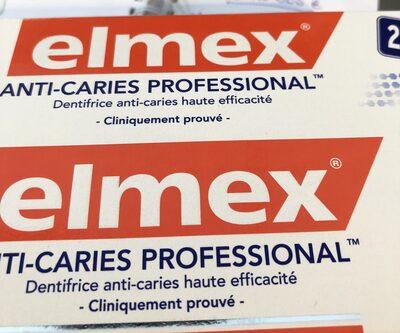 elmex®
ANTI-CARIES PROFESSIONAL™
Dentifrice anti-caries haute efficacité
- Cliniquement prouvé -
2
elmex®
TI-CARIES PROFESSIONAL™
Dentifrice anti-caries haute efficacité
- Cliniquement prouvé -